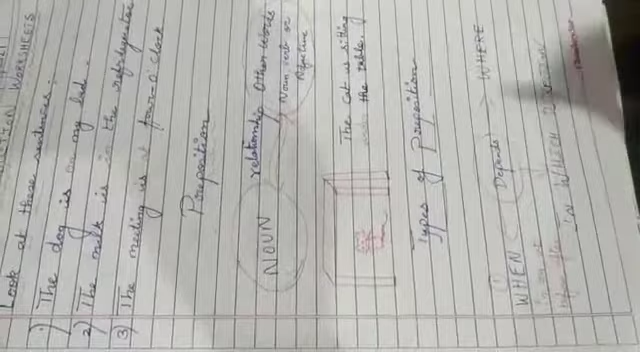 WORKSHEETS
Look at these sentences.
1) The dog is on my bed.
2) The milk is in the refrigerator
3) The meeting is at four-o'clock
Preposition
NOUN relationship Other words
Noun verb or
Adjective
The cat is sitting
the table.
Types of Preposition
WHEN Depends WHERE
IN WHICH DIRECTION